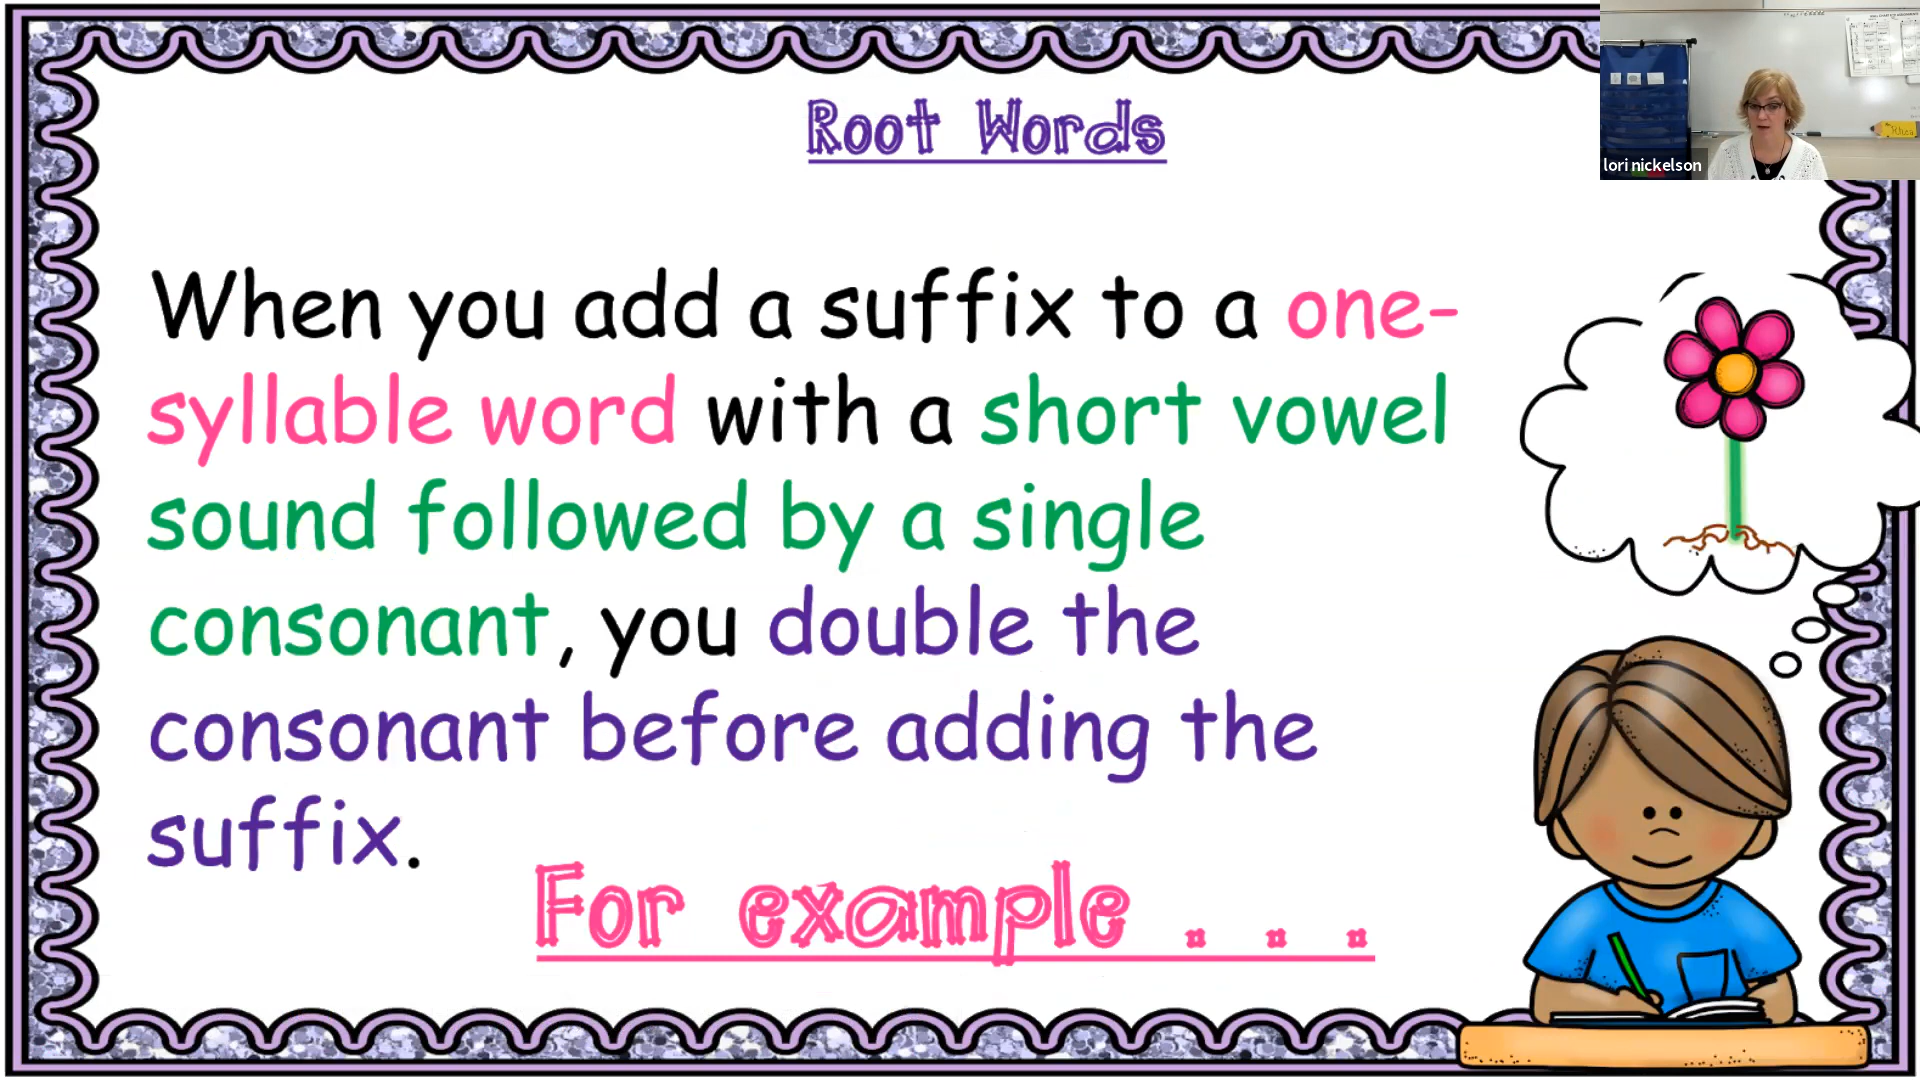 Root Words
lori nickelson
Rhea
When you add a suffix to a one-
syllable word with a short vowel
sound followed by a single
consonant, you double the
consonant before adding the
suffix.
For example . . .